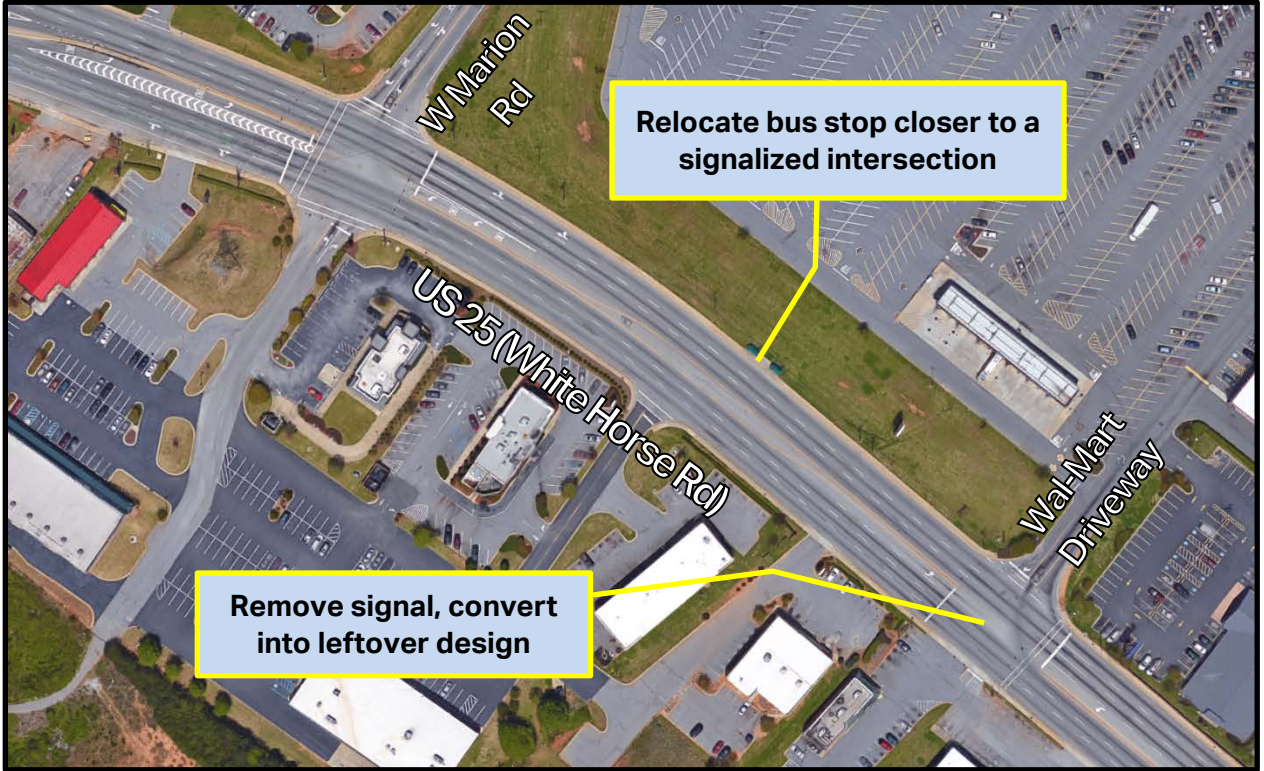 W Marion
Rd
Relocate bus stop closer to a
signalized intersection
US 25 (White Horse Rd)
Wal-Mart
Driveway
Remove signal, convert
into leftover design